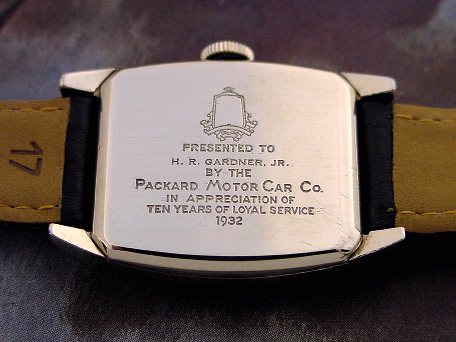 PRESENTED TO
H. R. GARDNER, JR.
BY THE
PACKARD MOTOR CAR CO.
IN APPRECIATION OF
TEN YEARS OF LOYAL SERVICE
1932
17